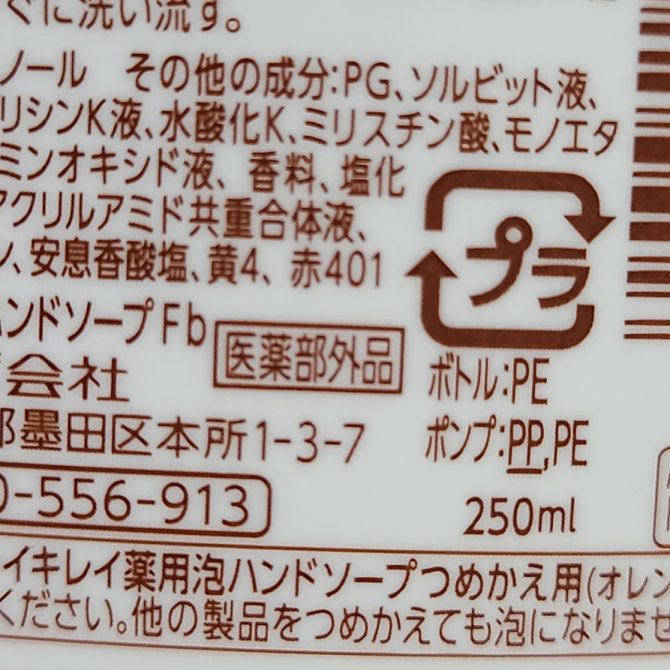 ぐに洗い流す。
ノール その他の成分:PG、ソルビット液、
リシンK液、水酸化K、ミリスチン酸、モノエタ
ミンオキシド液、香料、塩化
アクリルアミド共重合体液、
ン、安息香酸塩、黄4、赤401
プラ
ハンドソープFb
医薬部外品
会社
ボトル:PE
墨田区本所1-3-7
ポンプ:PP,PE
0-556-913
250ml
イキレイ薬用泡ハンドソープつめかえ用(オレン
ください。他の製品をつめかえても泡になりませ